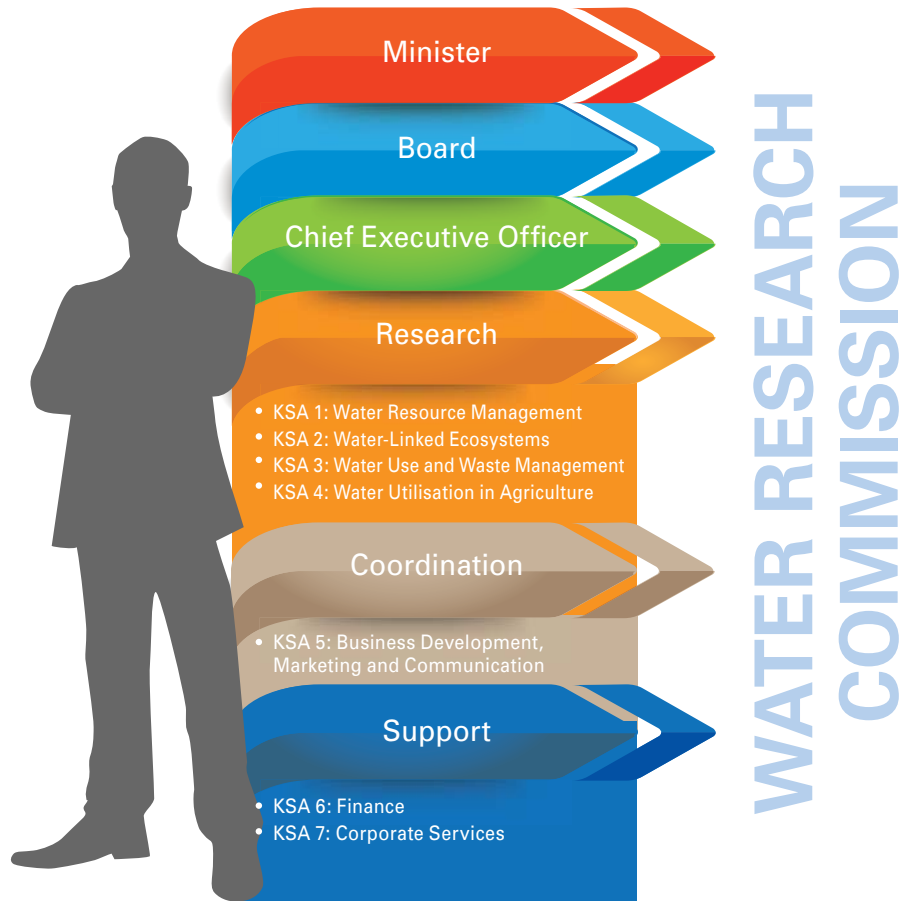 Minister
Board
Chief Executive Officer
Research
• KSA 1: Water Resource Management
• KSA 2: Water-Linked Ecosystems
• KSA 3: Water Use and Waste Management
• KSA 4: Water Utilisation in Agriculture
Coordination
• KSA 5: Business Development,
Marketing and Communication
Support
• KSA 6: Finance
• KSA 7: Corporate Services
WATER RESEARCH
COMMISSION